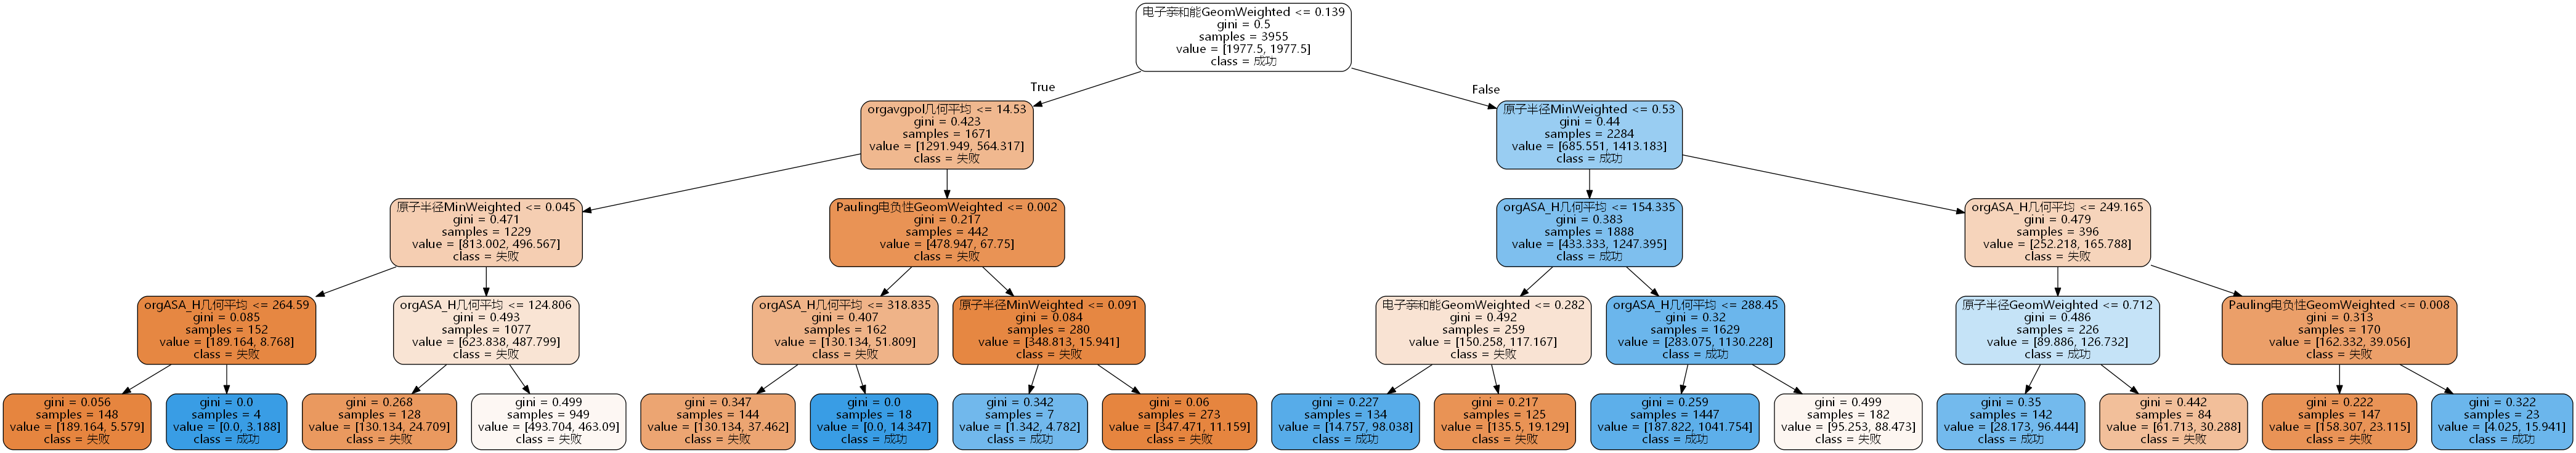 电子亲和能GeomWeighted <= 0.139
gini = 0.5
samples = 3955
value = [1977.5, 1977.5]
class = 成功
True
False
orgavgpol几何平均 <= 14.53
gini = 0.423
samples = 1671
value = [1291.949, 564.317]
class = 失败
原子半径MinWeighted <= 0.53
gini = 0.44
samples = 2284
value = [685.551, 1413.183]
class = 成功
原子半径MinWeighted <= 0.045
gini = 0.471
samples = 1229
value = [813.002, 496.567]
class = 失败
Pauling电负性GeomWeighted <= 0.002
gini = 0.217
samples = 442
value = [478.947, 67.75]
class = 失败
orgASA_H几何平均 <= 154.335
gini = 0.383
samples = 1888
value = [433.333, 1247.395]
class = 成功
orgASA_H几何平均 <= 249.165
gini = 0.479
samples = 396
value = [252.218, 165.788]
class = 失败
orgASA_H几何平均 <= 264.59
gini = 0.085
samples = 152
value = [189.164, 8.768]
class = 失败
orgASA_H几何平均 <= 124.806
gini = 0.493
samples = 1077
value = [623.838, 487.799]
class = 失败
orgASA_H几何平均 <= 318.835
gini = 0.407
samples = 162
value = [130.134, 51.809]
class = 失败
原子半径MinWeighted <= 0.091
gini = 0.084
samples = 280
value = [348.813, 15.941]
class = 失败
电子亲和能GeomWeighted <= 0.282
gini = 0.492
samples = 259
value = [150.258, 117.167]
class = 失败
orgASA_H几何平均 <= 288.45
gini = 0.32
samples = 1629
value = [283.075, 1130.228]
class = 成功
原子半径GeomWeighted <= 0.712
gini = 0.486
samples = 226
value = [89.886, 126.732]
class = 成功
Pauling电负性GeomWeighted <= 0.008
gini = 0.313
samples = 170
value = [162.332, 39.056]
class = 失败
gini = 0.056
samples = 148
value = [189.164, 5.579]
class = 失败
gini = 0.0
samples = 4
value = [0.0, 3.188]
class = 成功
gini = 0.268
samples = 128
value = [130.134, 24.709]
class = 失败
gini = 0.499
samples = 949
value = [493.704, 463.09]
class = 失败
gini = 0.347
samples = 144
value = [130.134, 37.462]
class = 失败
gini = 0.0
samples = 18
value = [0.0, 14.347]
class = 成功
gini = 0.342
samples = 7
value = [1.342, 4.782]
class = 成功
gini = 0.06
samples = 273
value = [347.471, 11.159]
class = 失败
gini = 0.227
samples = 134
value = [14.757, 98.038]
class = 成功
gini = 0.217
samples = 125
value = [135.5, 19.129]
class = 失败
gini = 0.259
samples = 1447
value = [187.822, 1041.754]
class = 成功
gini = 0.499
samples = 182
value = [95.253, 88.473]
class = 失败
gini = 0.35
samples = 142
value = [28.173, 96.444]
class = 成功
gini = 0.442
samples = 84
value = [61.713, 30.288]
class = 失败
gini = 0.222
samples = 147
value = [158.307, 23.115]
class = 失败
gini = 0.322
samples = 23
value = [4.025, 15.941]
class = 成功